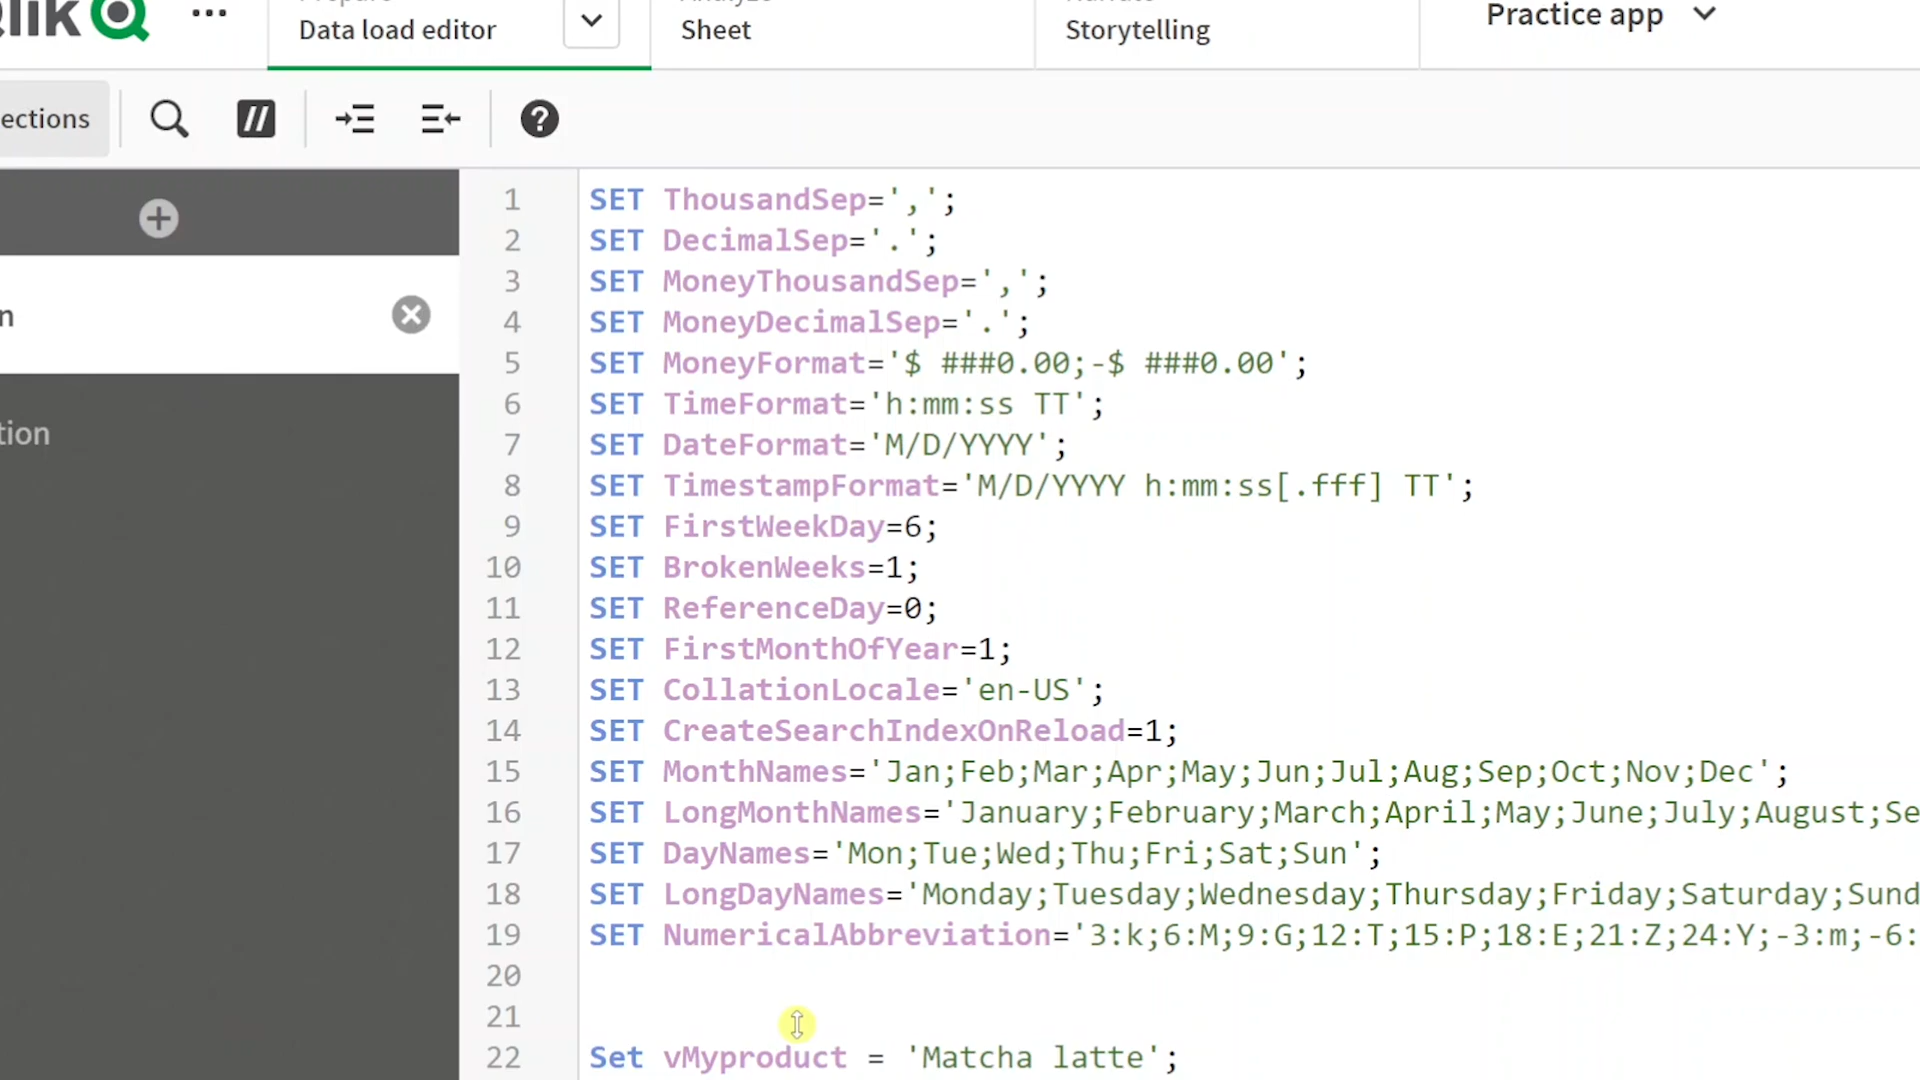 Qlik
Data load editor
Sheet
Storytelling
Practice app
ections
n
tion
1 SET ThousandSep=',';
2 SET DecimalSep='.';
3 SET MoneyThousandSep=',';
4 SET MoneyDecimalSep='.';
5 SET MoneyFormat='$ ###0.00;-$ ###0.00';
6 SET TimeFormat='h:mm:ss TT';
7 SET DateFormat='M/D/YYYY';
8 SET TimestampFormat='M/D/YYYY h:mm:ss[.fff] TT';
9 SET FirstWeekDay=6;
10 SET BrokenWeeks=1;
11 SET ReferenceDay=0;
12 SET FirstMonthOfYear=1;
13 SET CollationLocale='en-US';
14 SET CreateSearchIndexOnReload=1;
15 SET MonthNames='Jan;Feb;Mar;Apr;May;Jun;Jul;Aug;Sep;Oct;Nov;Dec';
16 SET LongMonthNames='January;February;March;April;May;June;July;August;Se
17 SET DayNames='Mon;Tue;Wed;Thu;Fri;Sat;Sun';
18 SET LongDayNames='Monday;Tuesday;Wednesday;Thursday;Friday;Saturday;Sund
19 SET NumericalAbbreviation='3:k;6:M;9:G;12:T;15:P;18:E;21:Z;24:Y;-3:m;-6:
20
21
22 Set vMyproduct = 'Matcha latte';